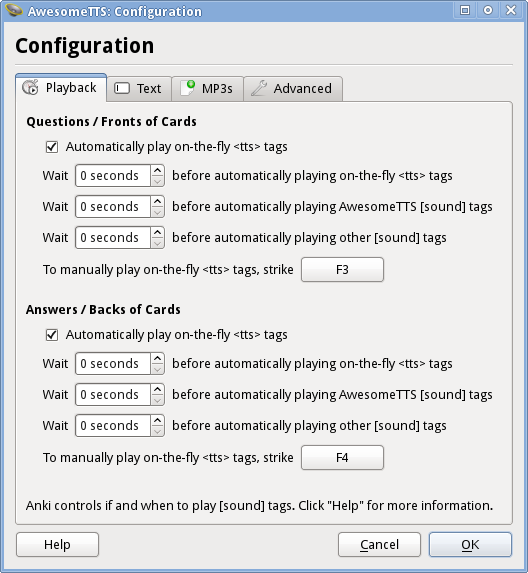 AwesomeTTS: Configuration
Configuration
Playback Text MP3s Advanced
Questions / Fronts of Cards
Automatically play on-the-fly <tts> tags
Wait 0 seconds before automatically playing on-the-fly <tts> tags
Wait 0 seconds before automatically playing AwesomeTTS [sound] tags
Wait 0 seconds before automatically playing other [sound] tags
To manually play on-the-fly <tts> tags, strike F3
Answers / Backs of Cards
Automatically play on-the-fly <tts> tags
Wait 0 seconds before automatically playing on-the-fly <tts> tags
Wait 0 seconds before automatically playing AwesomeTTS [sound] tags
Wait 0 seconds before automatically playing other [sound] tags
To manually play on-the-fly <tts> tags, strike F4
Anki controls if and when to play [sound] tags. Click "Help" for more information.
Help Cancel OK